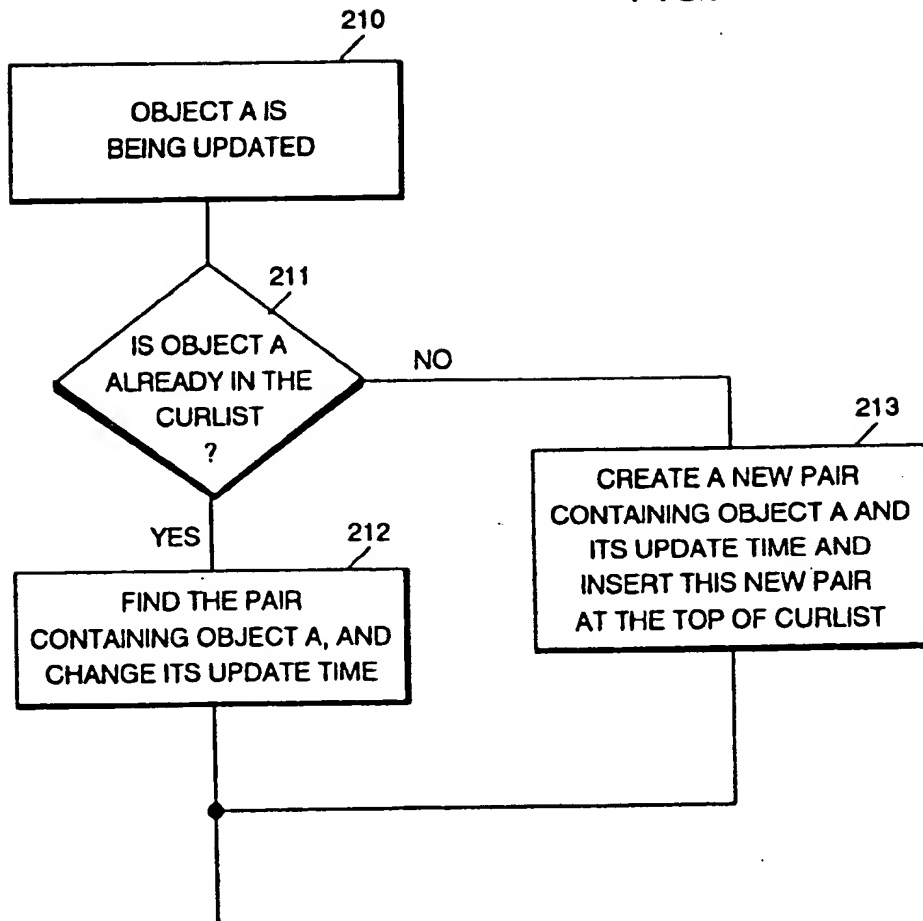 210
OBJECT A IS
BEING UPDATED
211
IS OBJECT A
ALREADY IN THE
CURLIST
?
NO
YES
212
FIND THE PAIR
CONTAINING OBJECT A, AND
CHANGE ITS UPDATE TIME
213
CREATE A NEW PAIR
CONTAINING OBJECT A AND
ITS UPDATE TIME AND
INSERT THIS NEW PAIR
AT THE TOP OF CURLIST